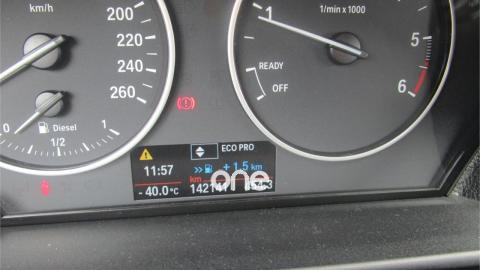 km/h
200
220
240
260
1/min x 1000
1
5
6
READY
OFF
0
Diesel
1/2
1
ECO PRO
11:57
+ 1.5 km
km
-40.0°C
one